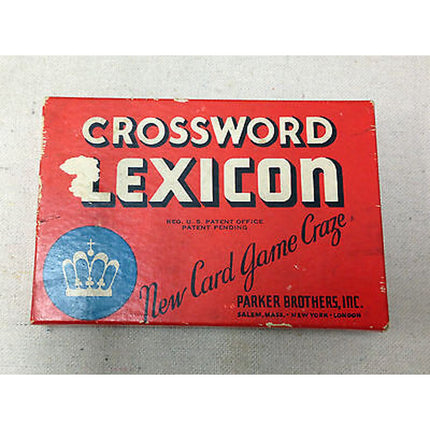 CROSSWORD
LEXICON
REG. U.S. PATENT OFFICE
PATENT PENDING
New Card Game Craze
PARKER BROTHERS, INC.
SALEM, MASS. • NEW YORK • LONDON